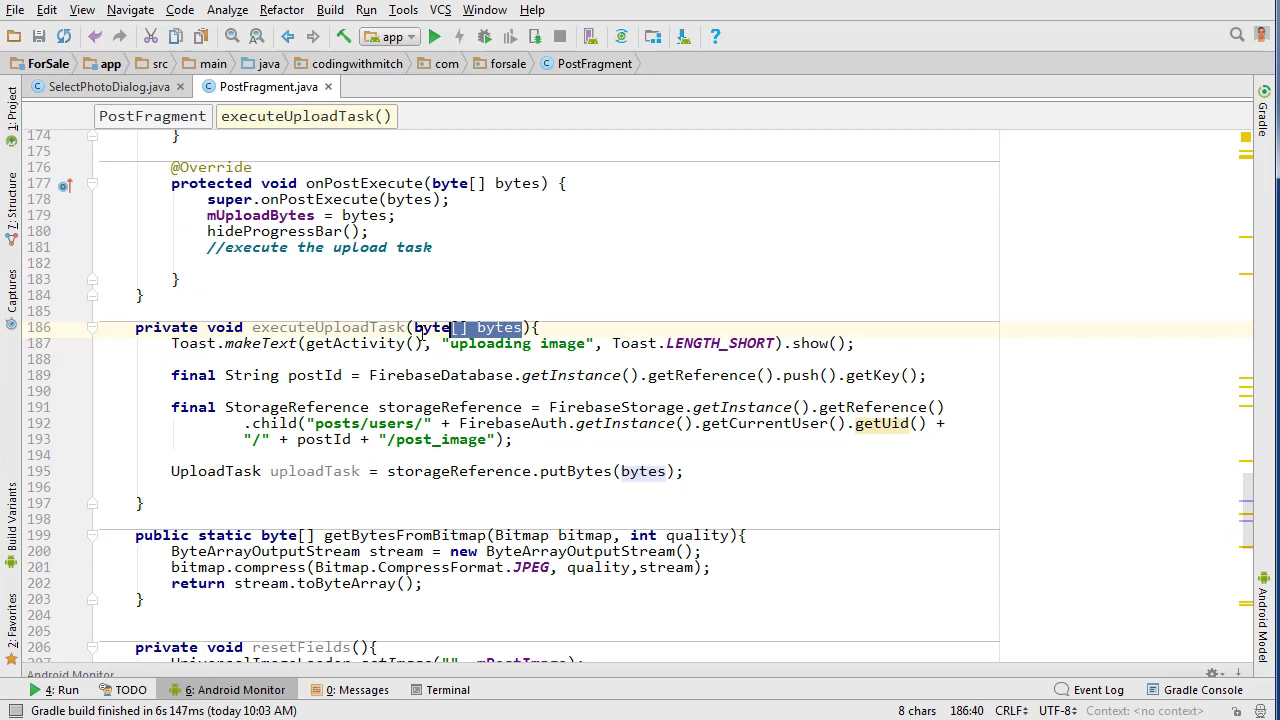 File Edit View Navigate Code Analyze Refactor Build Run Tools VCS Window Help
app
ForSale app src main java codingwithmitch com forsale PostFragment
SelectPhotoDialog.java PostFragment.java
PostFragment executeUploadTask()
174 }
175
176 @Override
177 protected void onPostExecute(byte[] bytes) {
178 super.onPostExecute(bytes);
179 mUploadBytes = bytes;
180 hideProgressBar();
181 //execute the upload task
182
183 }
184 }
185
186 private void executeUploadTask(byte[] bytes){
187 Toast.makeText(getActivity(), "uploading image", Toast.LENGTH_SHORT).show();
188
189 final String postId = FirebaseDatabase.getInstance().getReference().push().getKey();
190
191 final StorageReference storageReference = FirebaseStorage.getInstance().getReference()
192 .child("posts/users/" + FirebaseAuth.getInstance().getCurrentUser().getUid() +
193 "/" + postId + "/post_image");
194
195 UploadTask uploadTask = storageReference.putBytes(bytes);
196
197 }
198
199 public static byte[] getBytesFromBitmap(Bitmap bitmap, int quality){
200 ByteArrayOutputStream stream = new ByteArrayOutputStream();
201 bitmap.compress(Bitmap.CompressFormat.JPEG, quality,stream);
202 return stream.toByteArray();
203 }
204
205
206 private void resetFields(){
207 UniversalImageLoader.setImage("", mPostImage);
1: Project
7: Structure
Captures
Build Variants
2: Favorites
Gradle
Android Model
Android Monitor
4: Run TODO 6: Android Monitor 0: Messages Terminal Event Log Gradle Console
Gradle build finished in 6s 147ms (today 10:03 AM) 8 chars 186:40 CRLF UTF-8 Context: <no context>